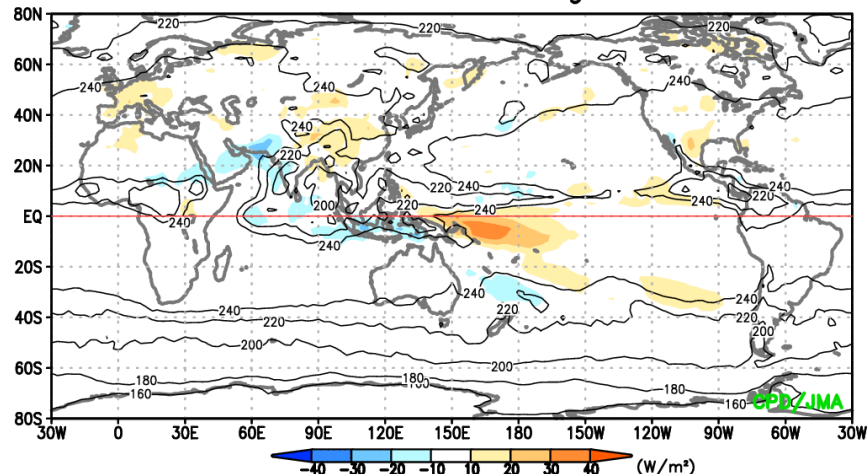 80N 220 220
60N
240 240
40N 240
240
20N 220
220 240 220
200 220 240
EQ 240 240
240
20S
240 240
240 220 220
40S 220 200
200 200
60S
180 180 180
160 160
CPD/JMA
80S
30W 0 30E 60E 90E 120E 150E 180 150W 120W 90W 60W 30W
-40 -30 -20 -10 10 20 30 40 (W/m²)